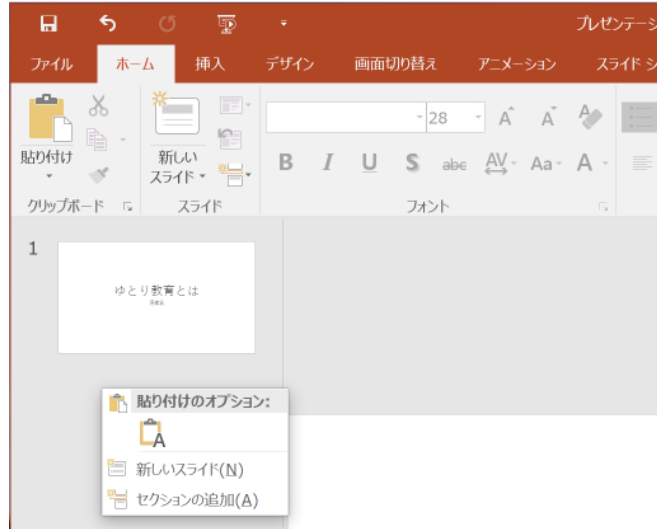 プレゼンテーシ
ファイル ホーム 挿入 デザイン 画面切り替え アニメーション スライド シ
貼り付け
新しい
スライド
28 A A A
B I U S abc AV Aa A
クリップボード スライド フォント
1
ゆとり教育とは
貼り付けのオプション:
A
新しいスライド(N)
セクションの追加(A)